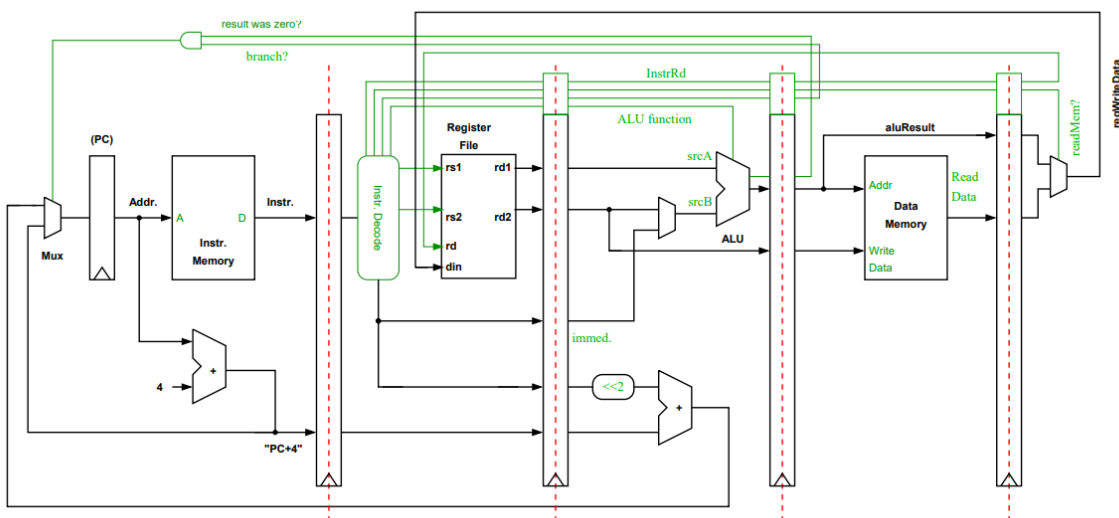 result was zero?
branch?
InstrRd
ALU function
readMem?
regWriteData
(PC)
Register
File
aluResult
rs1
rd1
srcA
Addr.
Instr.
A
D
Instr. Decode
rs2
rd2
srcB
Addr
Read
Data
Data
Memory
Mux
Instr.
Memory
rd
din
ALU
Write
Data
immed.
4
+
<<2
+
"PC+4"